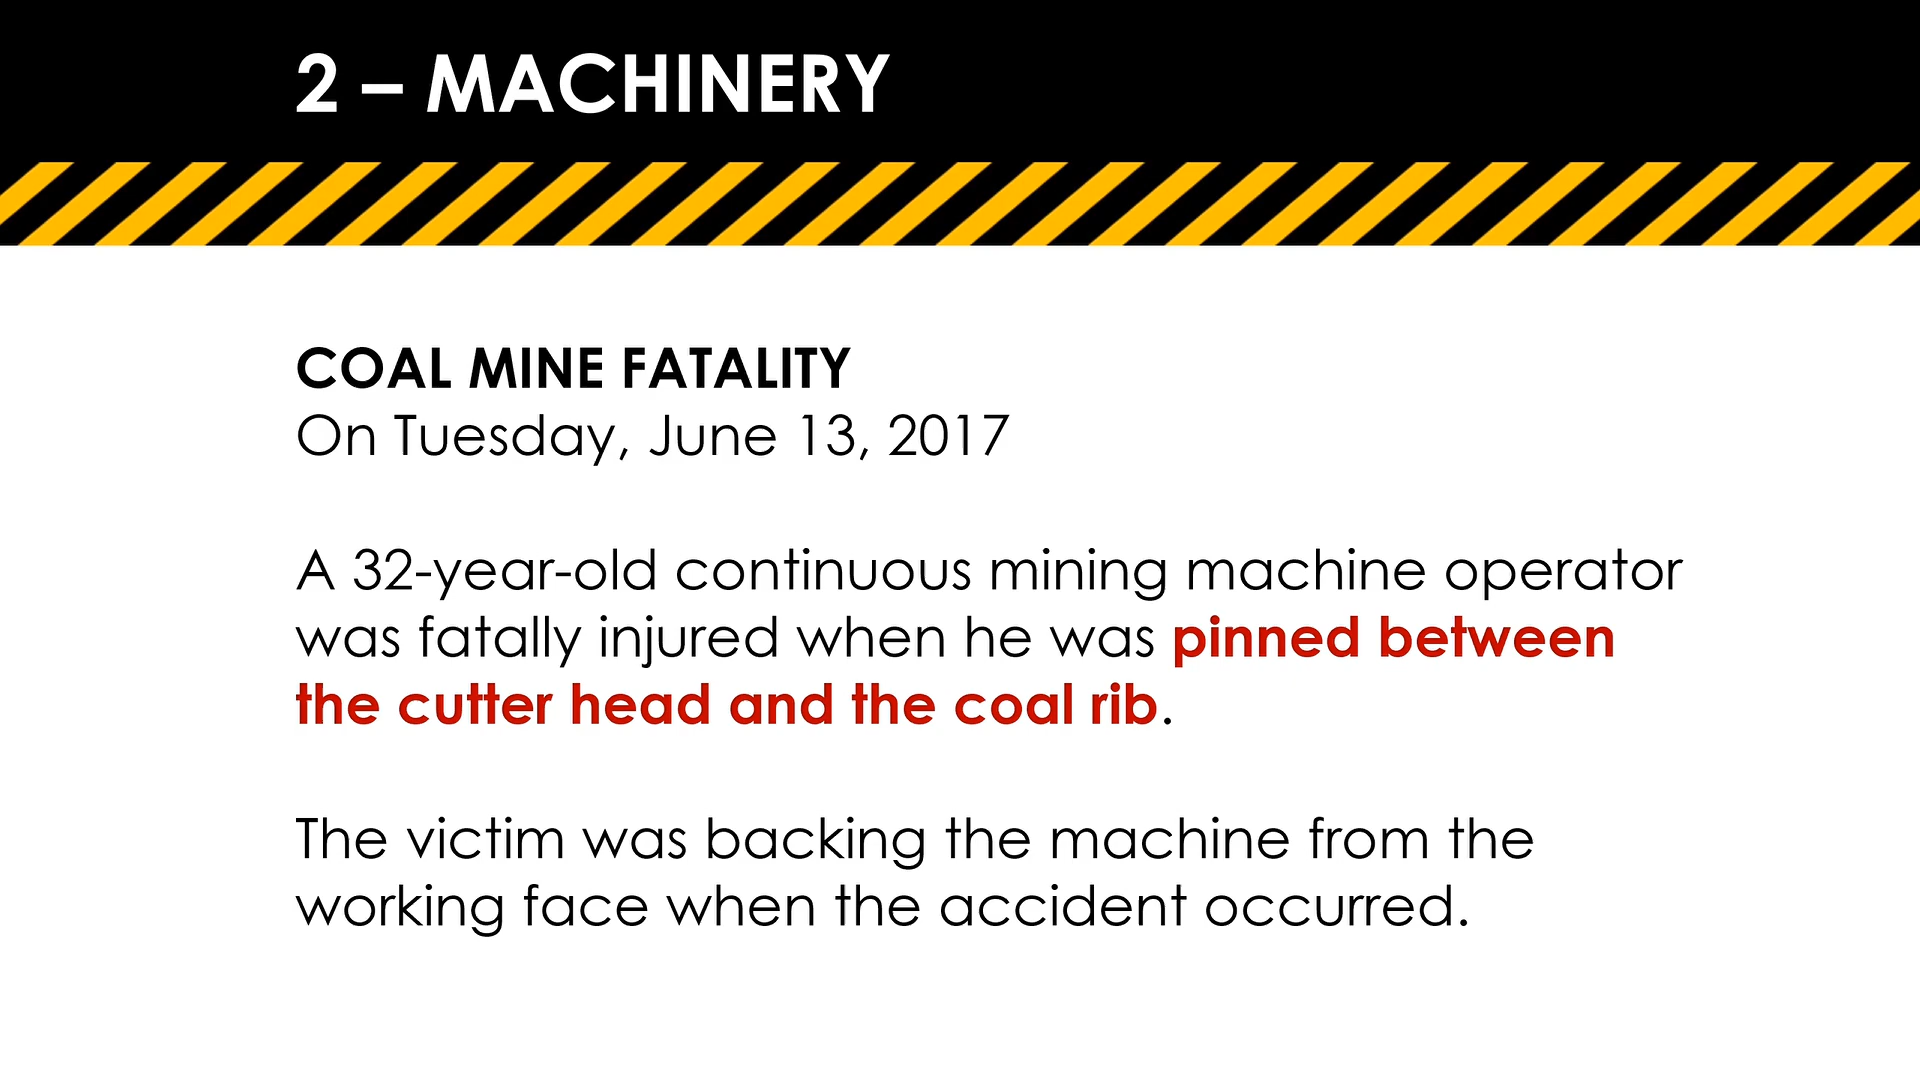 2 – MACHINERY
COAL MINE FATALITY
On Tuesday, June 13, 2017
A 32-year-old continuous mining machine operator
was fatally injured when he was pinned between
the cutter head and the coal rib.
The victim was backing the machine from the
working face when the accident occurred.